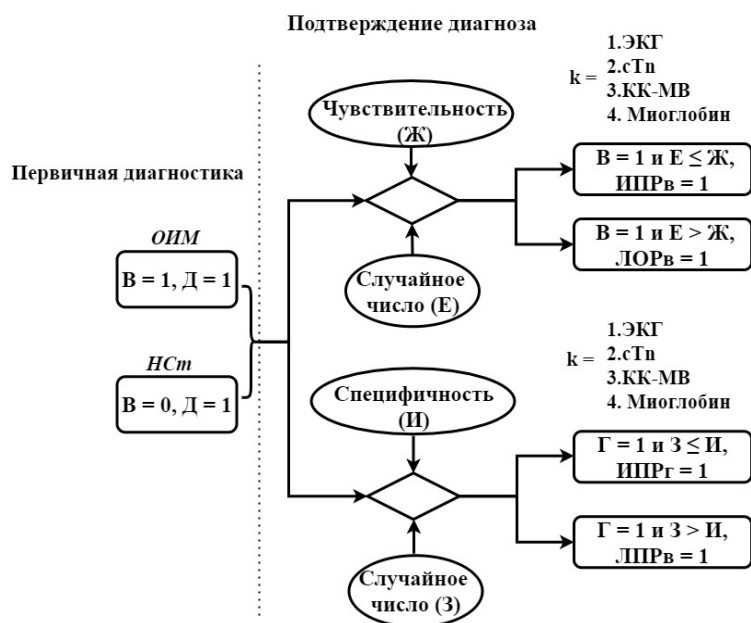 Подтверждение диагноза
k =
1.ЭКГ
2.cTn
3.КК-МВ
4. Миоглобин
Чувствительность
(Ж)
Первичная диагностика
В = 1 и Е ≤ Ж,
ИПРв = 1
ОИМ
В = 1, Д = 1
В = 1 и Е > Ж,
ЛОРв = 1
Случайное
число (Е)
НСт
В = 0, Д = 1
k =
1.ЭКГ
2.cTn
3.КК-МВ
4. Миоглобин
Специфичность
(И)
Г = 1 и З ≤ И,
ИПРг = 1
Г = 1 и З > И,
ЛПРв = 1
Случайное
число (З)